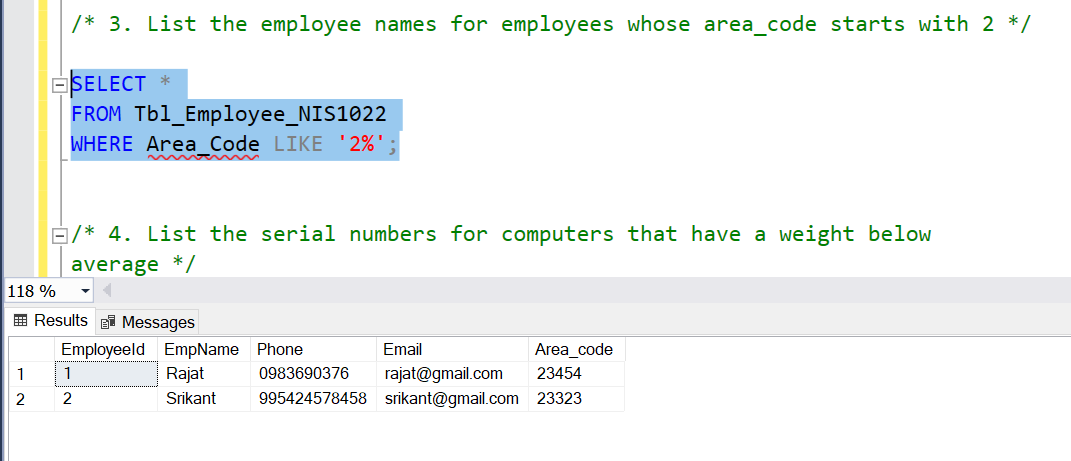 /* 3. List the employee names for employees whose area_code starts with 2 */
SELECT *
FROM Tbl_Employee_NIS1022
WHERE Area_Code LIKE '2%';
/* 4. List the serial numbers for computers that have a weight below
average */
118 %
Results Messages
EmployeeId EmpName Phone Email Area_code
1 1 Rajat 0983690376 rajat@gmail.com 23454
2 2 Srikant 995424578458 srikant@gmail.com 23323